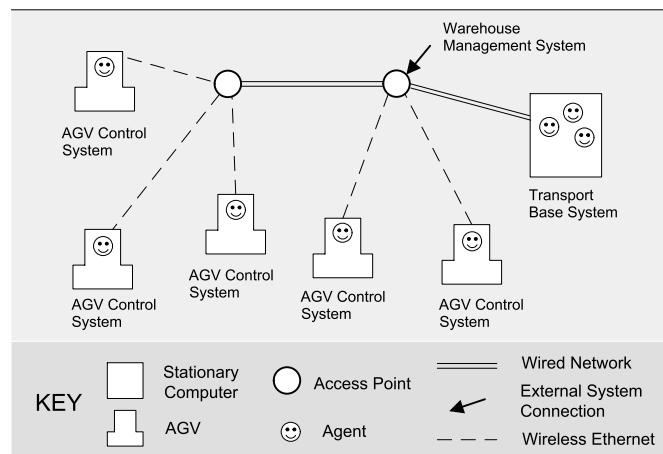 Warehouse
Management System
AGV Control
System
Transport
Base System
AGV Control
System
AGV Control
System
AGV Control
System
AGV Control
System
KEY
Stationary
Computer
AGV
Access Point
Agent
Wired Network
External System
Connection
Wireless Ethernet